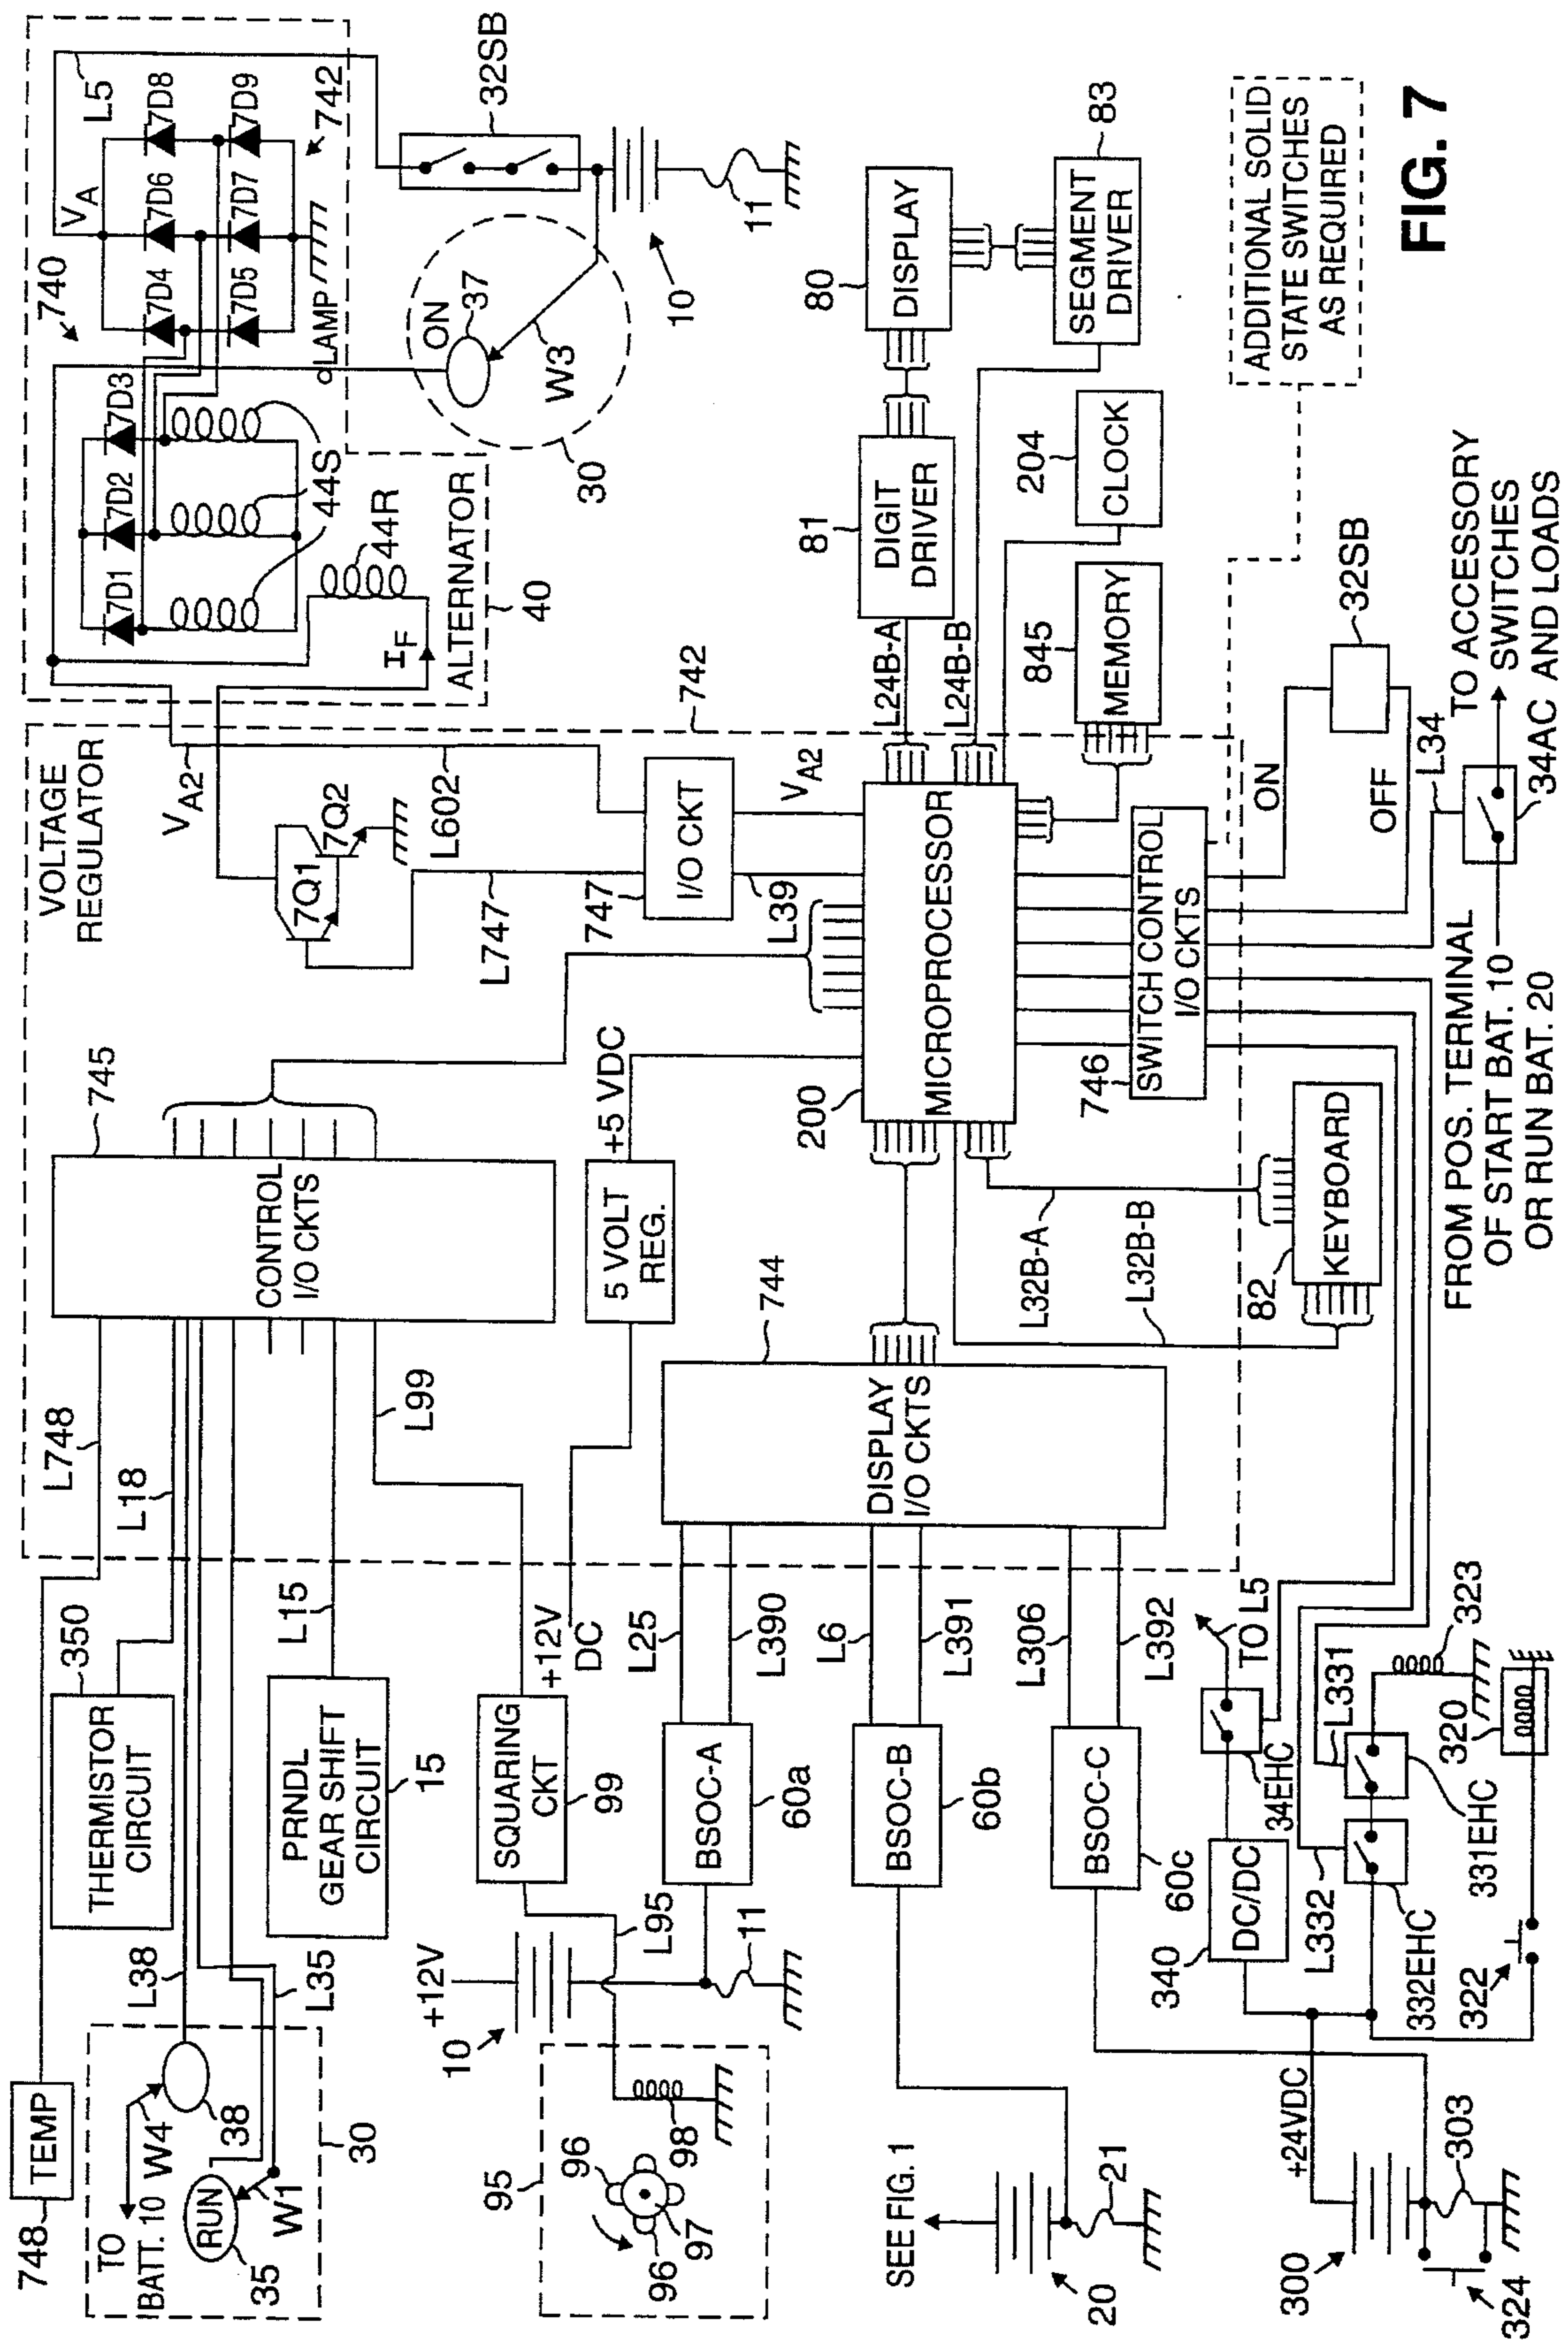 748
TEMP
TO
BATT. 10
W4
38
RUN
35
W1
30
L38
L35
THERMISTOR
CIRCUIT
350
L748
L18
PRNDL
GEAR SHIFT
CIRCUIT
15
L15
L99
745
CONTROL
I/O CKTS
VOLTAGE
REGULATOR
VA2
7Q1
7Q2
L602
L747
747
I/O CKT
L39
VA2
742
95
96
96
97
98
+12V
10
11
L95
SQUARING
CKT
99
+12V
DC
5 VOLT
REG.
+5 VDC
BSOC-A
60a
L25
L390
BSOC-B
60b
L6
L391
BSOC-C
60c
L306
L392
744
DISPLAY
I/O CKTS
200
MICROPROCESSOR
746
SWITCH CONTROL
I/O CKTS
L32B-A
L32B-B
82
KEYBOARD
SEE FIG. 1
20
21
300
+24VDC
303
324
340
DC/DC
34EHC
TO L5
L332
332EHC
L331
331EHC
322
320
323
740
VA
L5
7D1
7D2
7D3
7D4
7D5
7D6
7D7
7D8
7D9
742
LAMP
44S
44R
IF
ALTERNATOR
40
ON
37
W3
30
32SB
10
11
L24B-A
L24B-B
81
DIGIT
DRIVER
80
DISPLAY
83
SEGMENT
DRIVER
845
MEMORY
204
CLOCK
ADDITIONAL SOLID
STATE SWITCHES
AS REQUIRED
ON
OFF
32SB
L34
FROM POS. TERMINAL
OF START BAT. 10
OR RUN BAT. 20
TO ACCESSORY
SWITCHES
34AC AND LOADS
FIG. 7